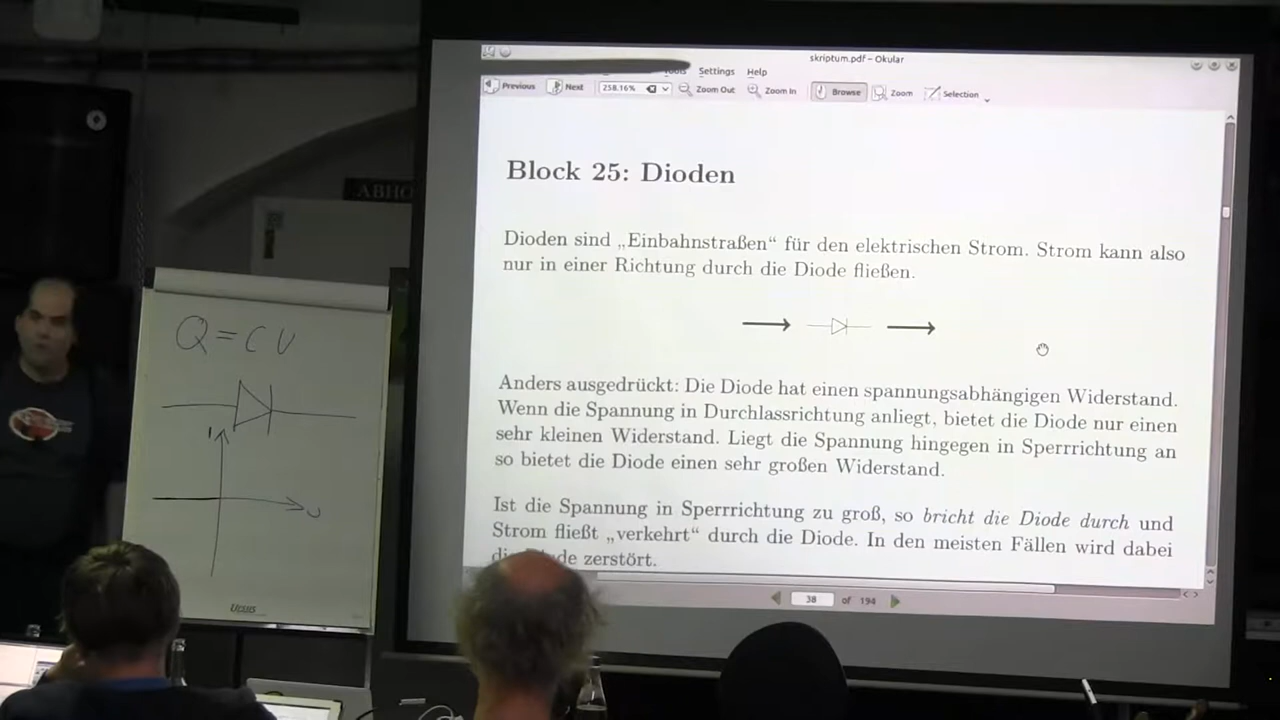 skriptum.pdf – Okular
Settings Help
Previous Next 258.16% Zoom Out Zoom In Browse Zoom Selection
Block 25: Dioden
Dioden sind „Einbahnstraßen“ für den elektrischen Strom. Strom kann also
nur in einer Richtung durch die Diode fließen.
Anders ausgedrückt: Die Diode hat einen spannungsabhängigen Widerstand.
Wenn die Spannung in Durchlassrichtung anliegt, bietet die Diode nur einen
sehr kleinen Widerstand. Liegt die Spannung hingegen in Sperrrichtung an
so bietet die Diode einen sehr großen Widerstand.
Ist die Spannung in Sperrrichtung zu groß, so bricht die Diode durch und
Strom fließt „verkehrt“ durch die Diode. In den meisten Fällen wird dabei
zerstört.
38 of 194
ABHO
Q = C U
I
U